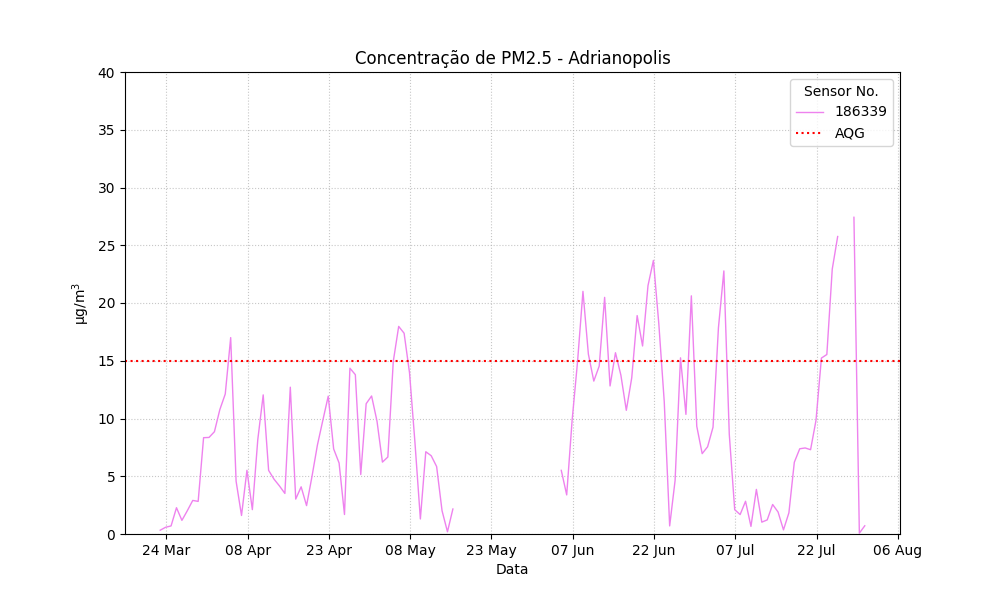 Concentração de PM2.5 - Adrianopolis
40
35
30
25
20
15
10
5
0
µg/m³
Sensor No.
186339
AQG
24 Mar
08 Apr
23 Apr
08 May
23 May
07 Jun
22 Jun
07 Jul
22 Jul
06 Aug
Data